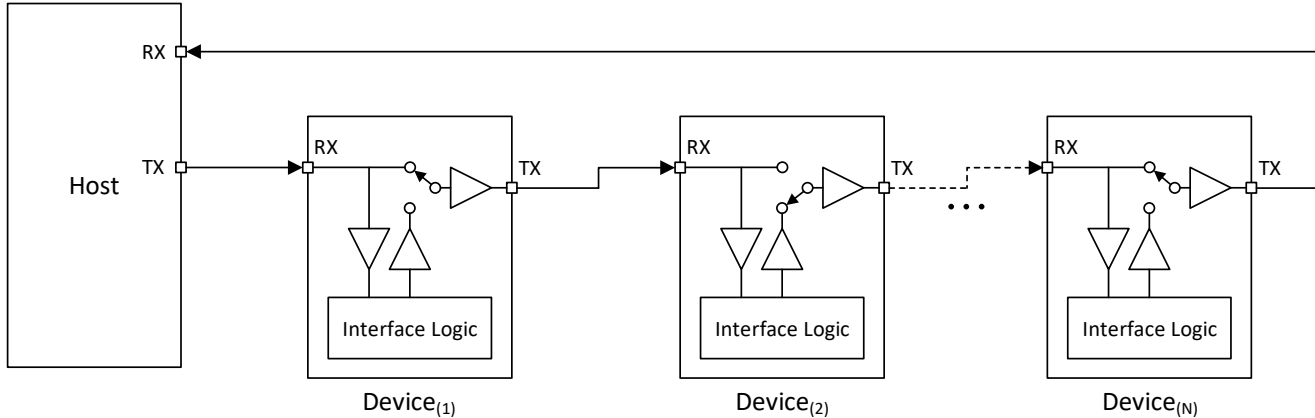 RX
TX
Host
RX
TX
Interface Logic
Device(1)
RX
TX
Interface Logic
Device(2)
• • •
RX
TX
Interface Logic
Device(N)